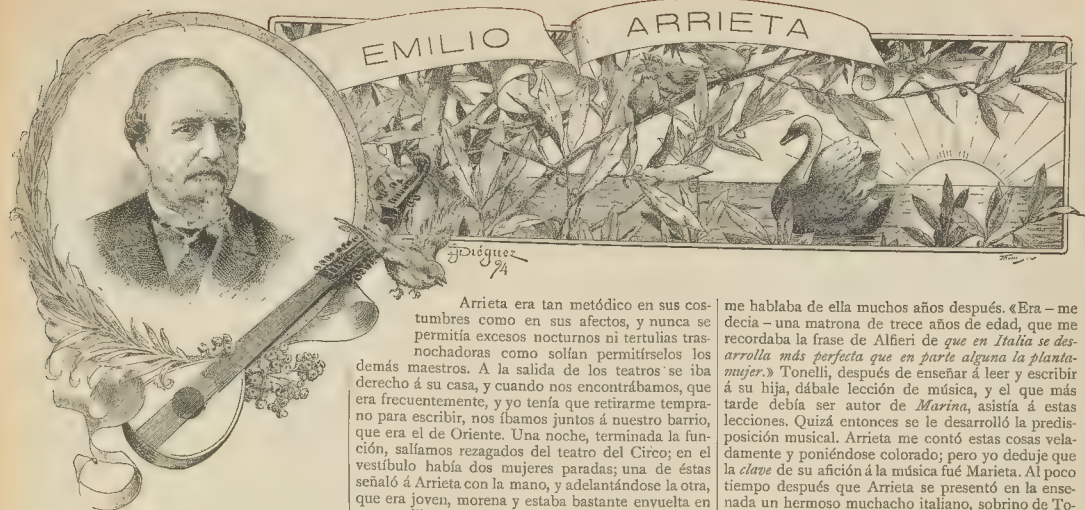 EMILIO ARRIETA
JDiéguez
94
Arrieta era tan metódico en sus cos-
tumbres como en sus afectos, y nunca se
permitía excesos nocturnos ni tertulias tras-
nochadoras como solían permitírselos los
demás maestros. A la salida de los teatros se iba
derecho á su casa, y cuando nos encontrábamos, que
era frecuentemente, y yo tenía que retirarme tempra-
no para escribir, nos íbamos juntos á nuestro barrio,
que era el de Oriente. Una noche, terminada la fun-
ción, salíamos rezagados del teatro del Circo; en el
vestíbulo había dos mujeres paradas; una de éstas
señaló á Arrieta con la mano, y adelantándose la otra,
que era joven, morena y estaba bastante envuelta en
me hablaba de ella muchos años después. «Era – me
decia – una matrona de trece años de edad, que me
recordaba la frase de Alfieri de que en Italia se des-
arrolla más perfecta que en parte alguna la planta-
mujer.» Tonelli, después de enseñar á leer y escribir
á su hija, dábale lección de música, y el que más
tarde debía ser autor de Marina, asistía á estas
lecciones. Quizá entonces se le desarrolló la predis-
posición musical. Arrieta me contó estas cosas vela-
damente y poniéndose colorado; pero yo deduje que
la clave de su afición á la música fué Marieta. Al poco
tiempo después que Arrieta se presentó en la ense-
nada un hermoso muchacho italiano, sobrino de To-